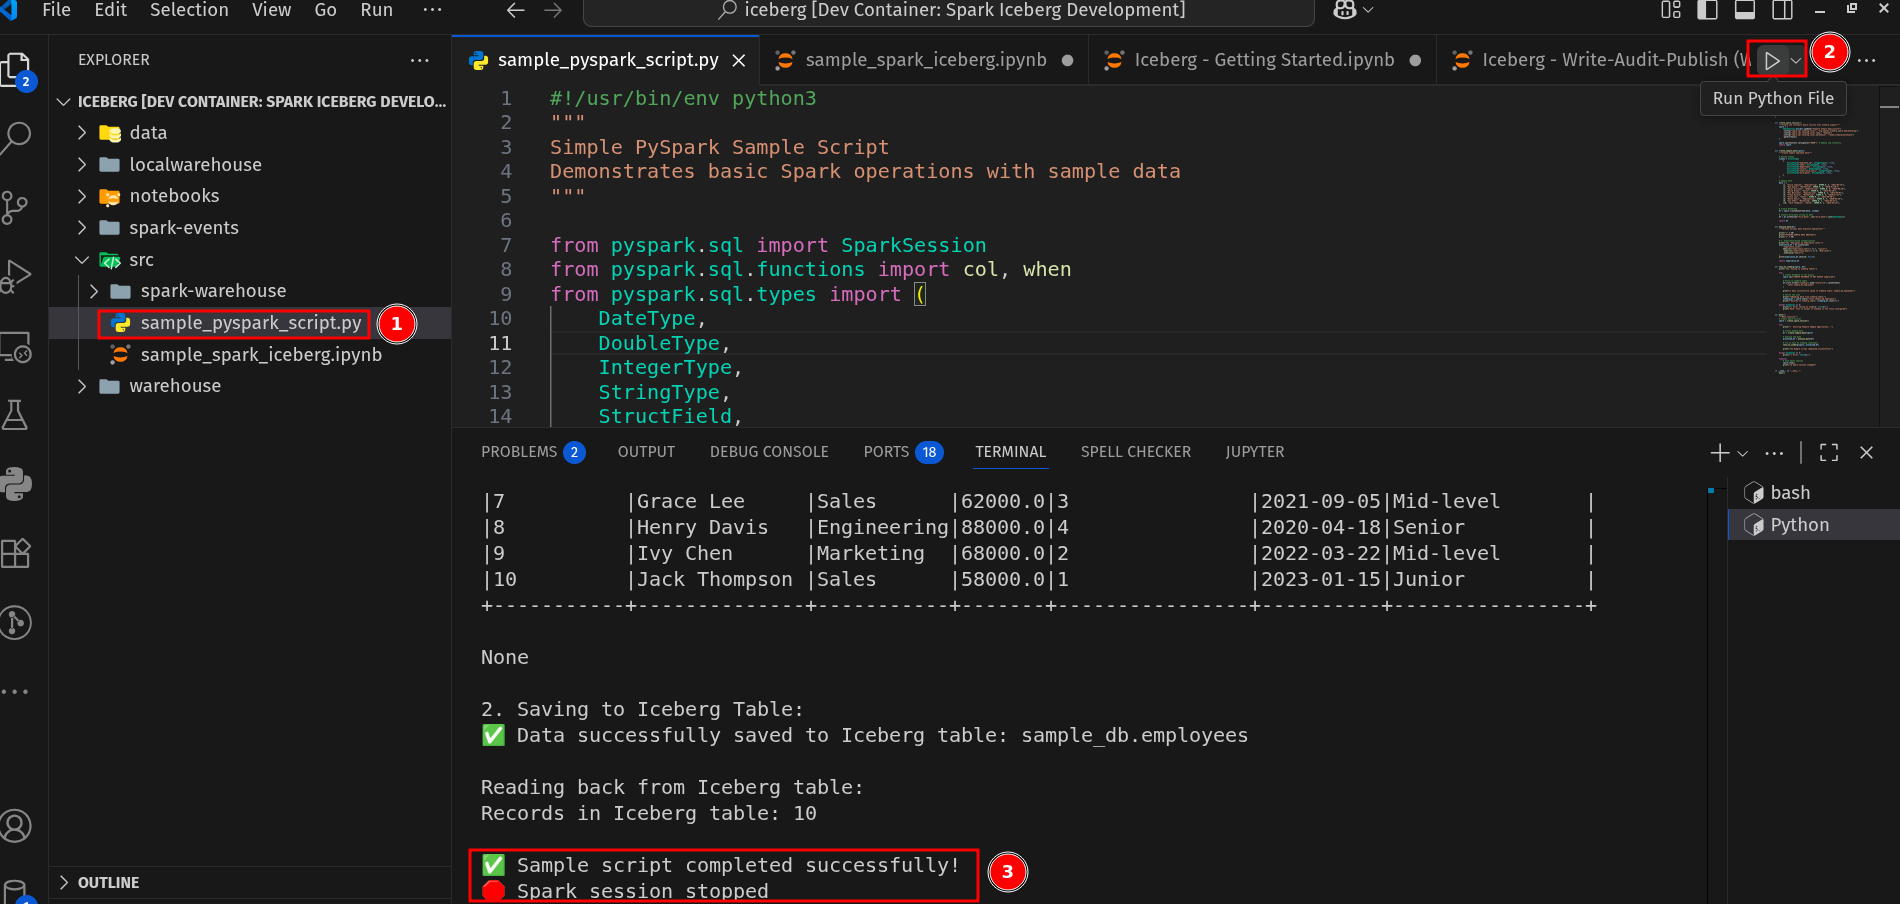 File Edit Selection View Go Run ···
iceberg [Dev Container: Spark Iceberg Development]
2
EXPLORER ···
ICEBERG [DEV CONTAINER: SPARK ICEBERG DEVELO...
data
localwarehouse
notebooks
spark-events
src
spark-warehouse
sample_pyspark_script.py 1
sample_spark_iceberg.ipynb
warehouse
OUTLINE
sample_pyspark_script.py sample_spark_iceberg.ipynb Iceberg - Getting Started.ipynb Iceberg - Write-Audit-Publish (W 2 ···
Run Python File
1 #!/usr/bin/env python3
2 """
3 Simple PySpark Sample Script
4 Demonstrates basic Spark operations with sample data
5 """
6
7 from pyspark.sql import SparkSession
8 from pyspark.sql.functions import col, when
9 from pyspark.sql.types import (
10 DateType,
11 DoubleType,
12 IntegerType,
13 StringType,
14 StructField,
PROBLEMS 2 OUTPUT DEBUG CONSOLE PORTS 18 TERMINAL SPELL CHECKER JUPYTER
bash
Python
|7          |Grace Lee     |Sales      |62000.0|3               |2021-09-05|Mid-level       |
|8          |Henry Davis   |Engineering|88000.0|4               |2020-04-18|Senior          |
|9          |Ivy Chen      |Marketing  |68000.0|2               |2022-03-22|Mid-level       |
|10         |Jack Thompson |Sales      |58000.0|1               |2023-01-15|Junior          |
+-----------+--------------+-----------+-------+----------------+----------+----------------+
None
2. Saving to Iceberg Table:
✅ Data successfully saved to Iceberg table: sample_db.employees
Reading back from Iceberg table:
Records in Iceberg table: 10
✅ Sample script completed successfully! 3
🛑 Spark session stopped